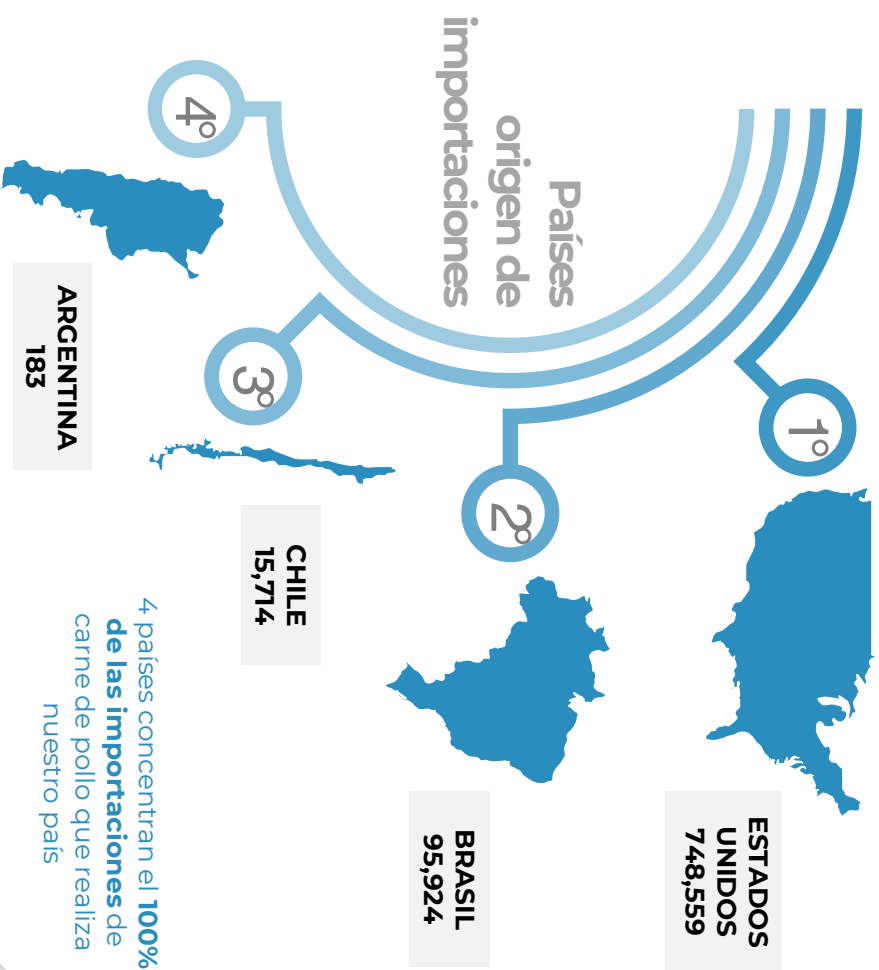 Países
origen de
importaciones
1º
ESTADOS
UNIDOS
748,559
2º
BRASIL
95,924
3º
CHILE
15,714
4º
ARGENTINA
183
4 países concentran el 100%
de las importaciones de
carne de pollo que realiza
nuestro país